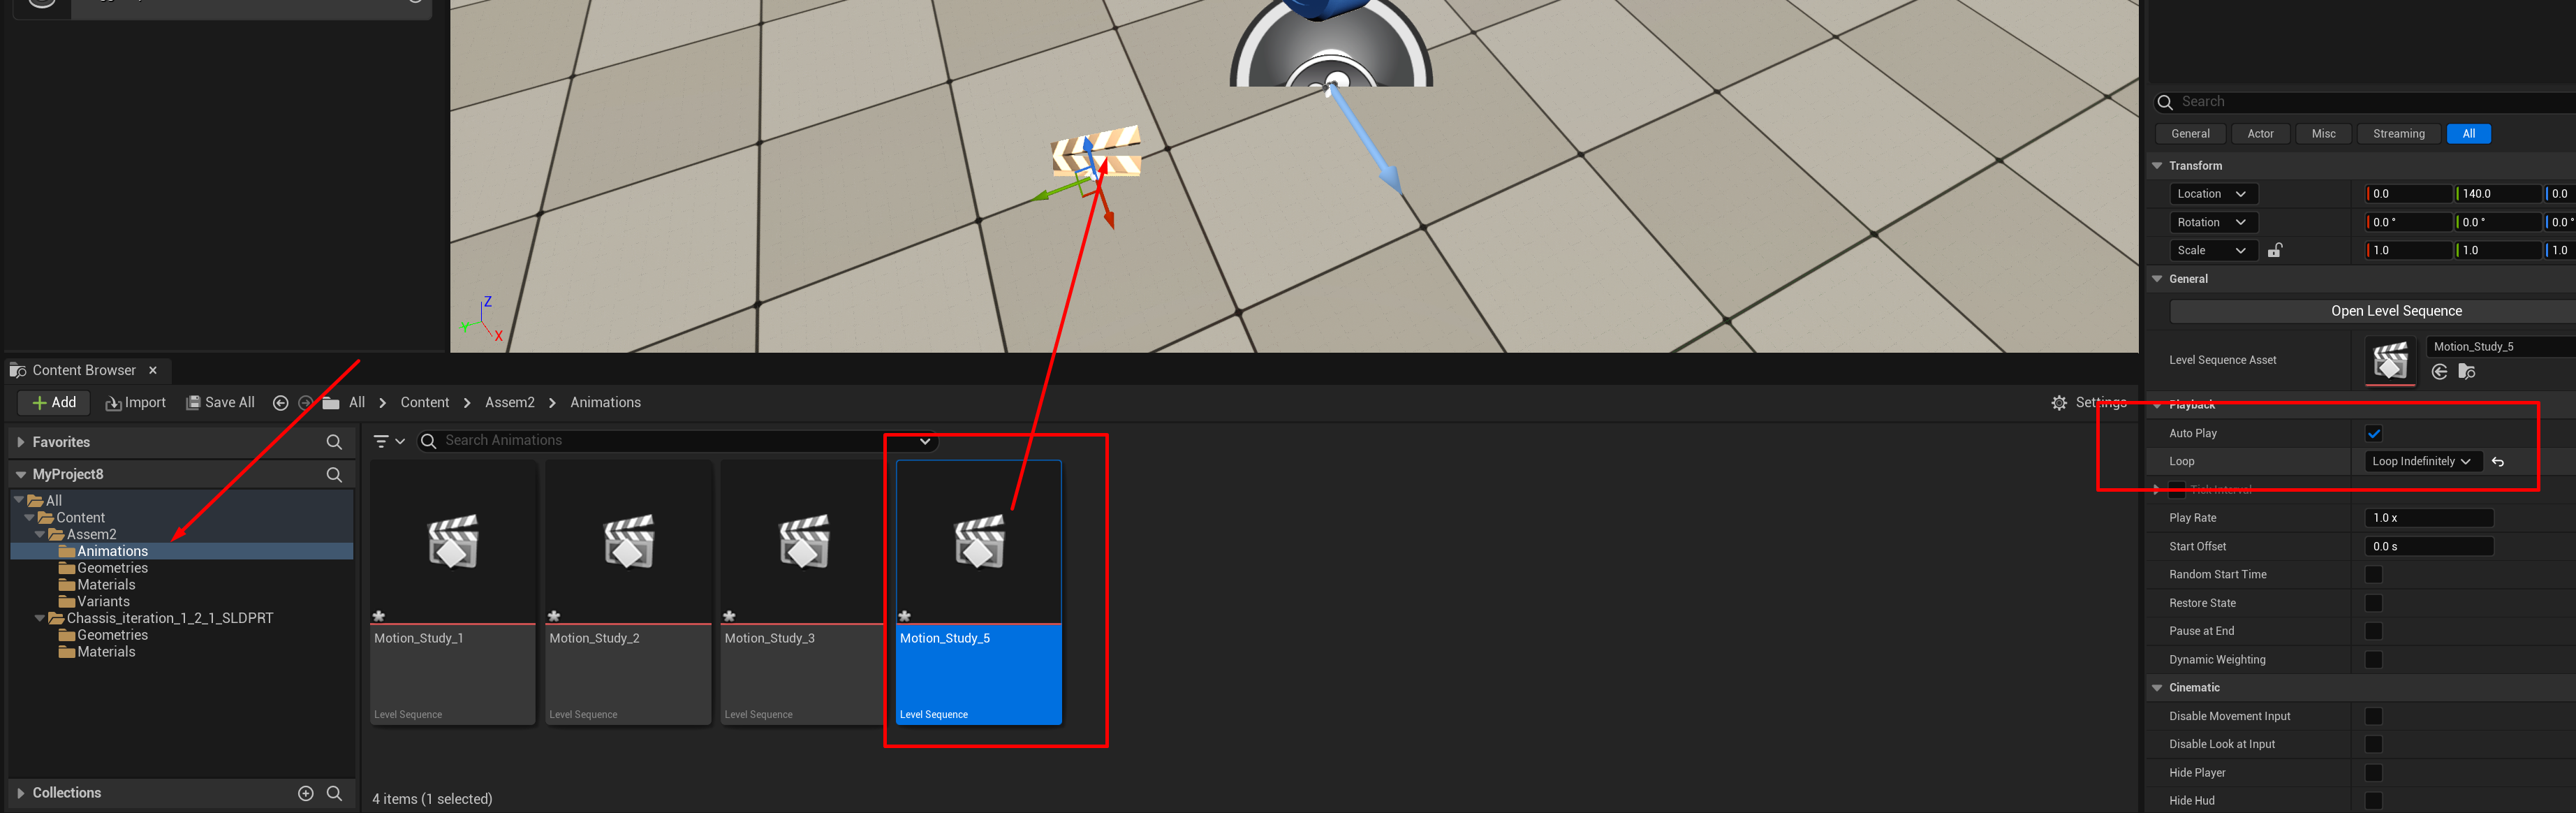 Z
Y
X
Content Browser
Add
Import
Save All
All > Content > Assem2 > Animations
Settings
Favorites
MyProject8
All
Content
Assem2
Animations
Geometries
Materials
Variants
Chassis_iteration_1_2_1_SLDPRT
Geometries
Materials
Collections
Search Animations
Motion_Study_1
Level Sequence
Motion_Study_2
Level Sequence
Motion_Study_3
Level Sequence
Motion_Study_5
Level Sequence
4 items (1 selected)
Search
General Actor Misc Streaming All
Transform
Location 0.0 140.0 0.0
Rotation 0.0 ° 0.0 ° 0.0 °
Scale 1.0 1.0 1.0
General
Open Level Sequence
Level Sequence Asset Motion_Study_5
Playback
Auto Play
Loop Loop Indefinitely
Tick Interval
Play Rate 1.0 x
Start Offset 0.0 s
Random Start Time
Restore State
Pause at End
Dynamic Weighting
Cinematic
Disable Movement Input
Disable Look at Input
Hide Player
Hide Hud